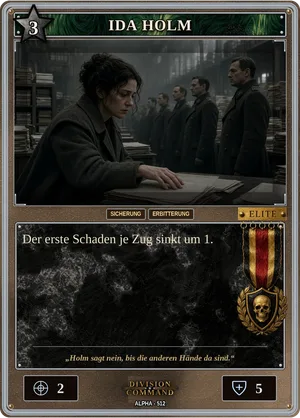 3
IDA HOLM
SICHERUNG
ERBITTERUNG
ELITE
Der erste Schaden je Zug sinkt um 1.
„Holm sagt nein, bis die anderen Hände da sind.“
2
DIVISION
COMMAND
ALPHA · 512
5